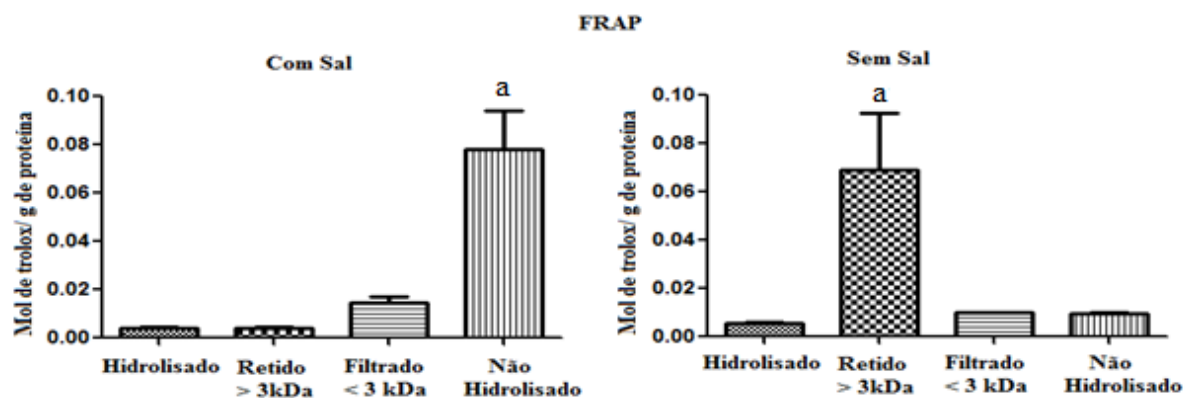 FRAP
Com Sal
a
Mol de trolox/ g de proteína
0.10
0.08
0.06
0.04
0.02
0.00
Hidrolisado
Retido
> 3kDa
Filtrado
< 3 kDa
Não
Hidrolisado
Sem Sal
a
Mol de trolox/ g de proteína
0.10
0.08
0.06
0.04
0.02
0.00
Hidrolisado
Retido
> 3kDa
Filtrado
< 3 kDa
Não
Hidrolisado